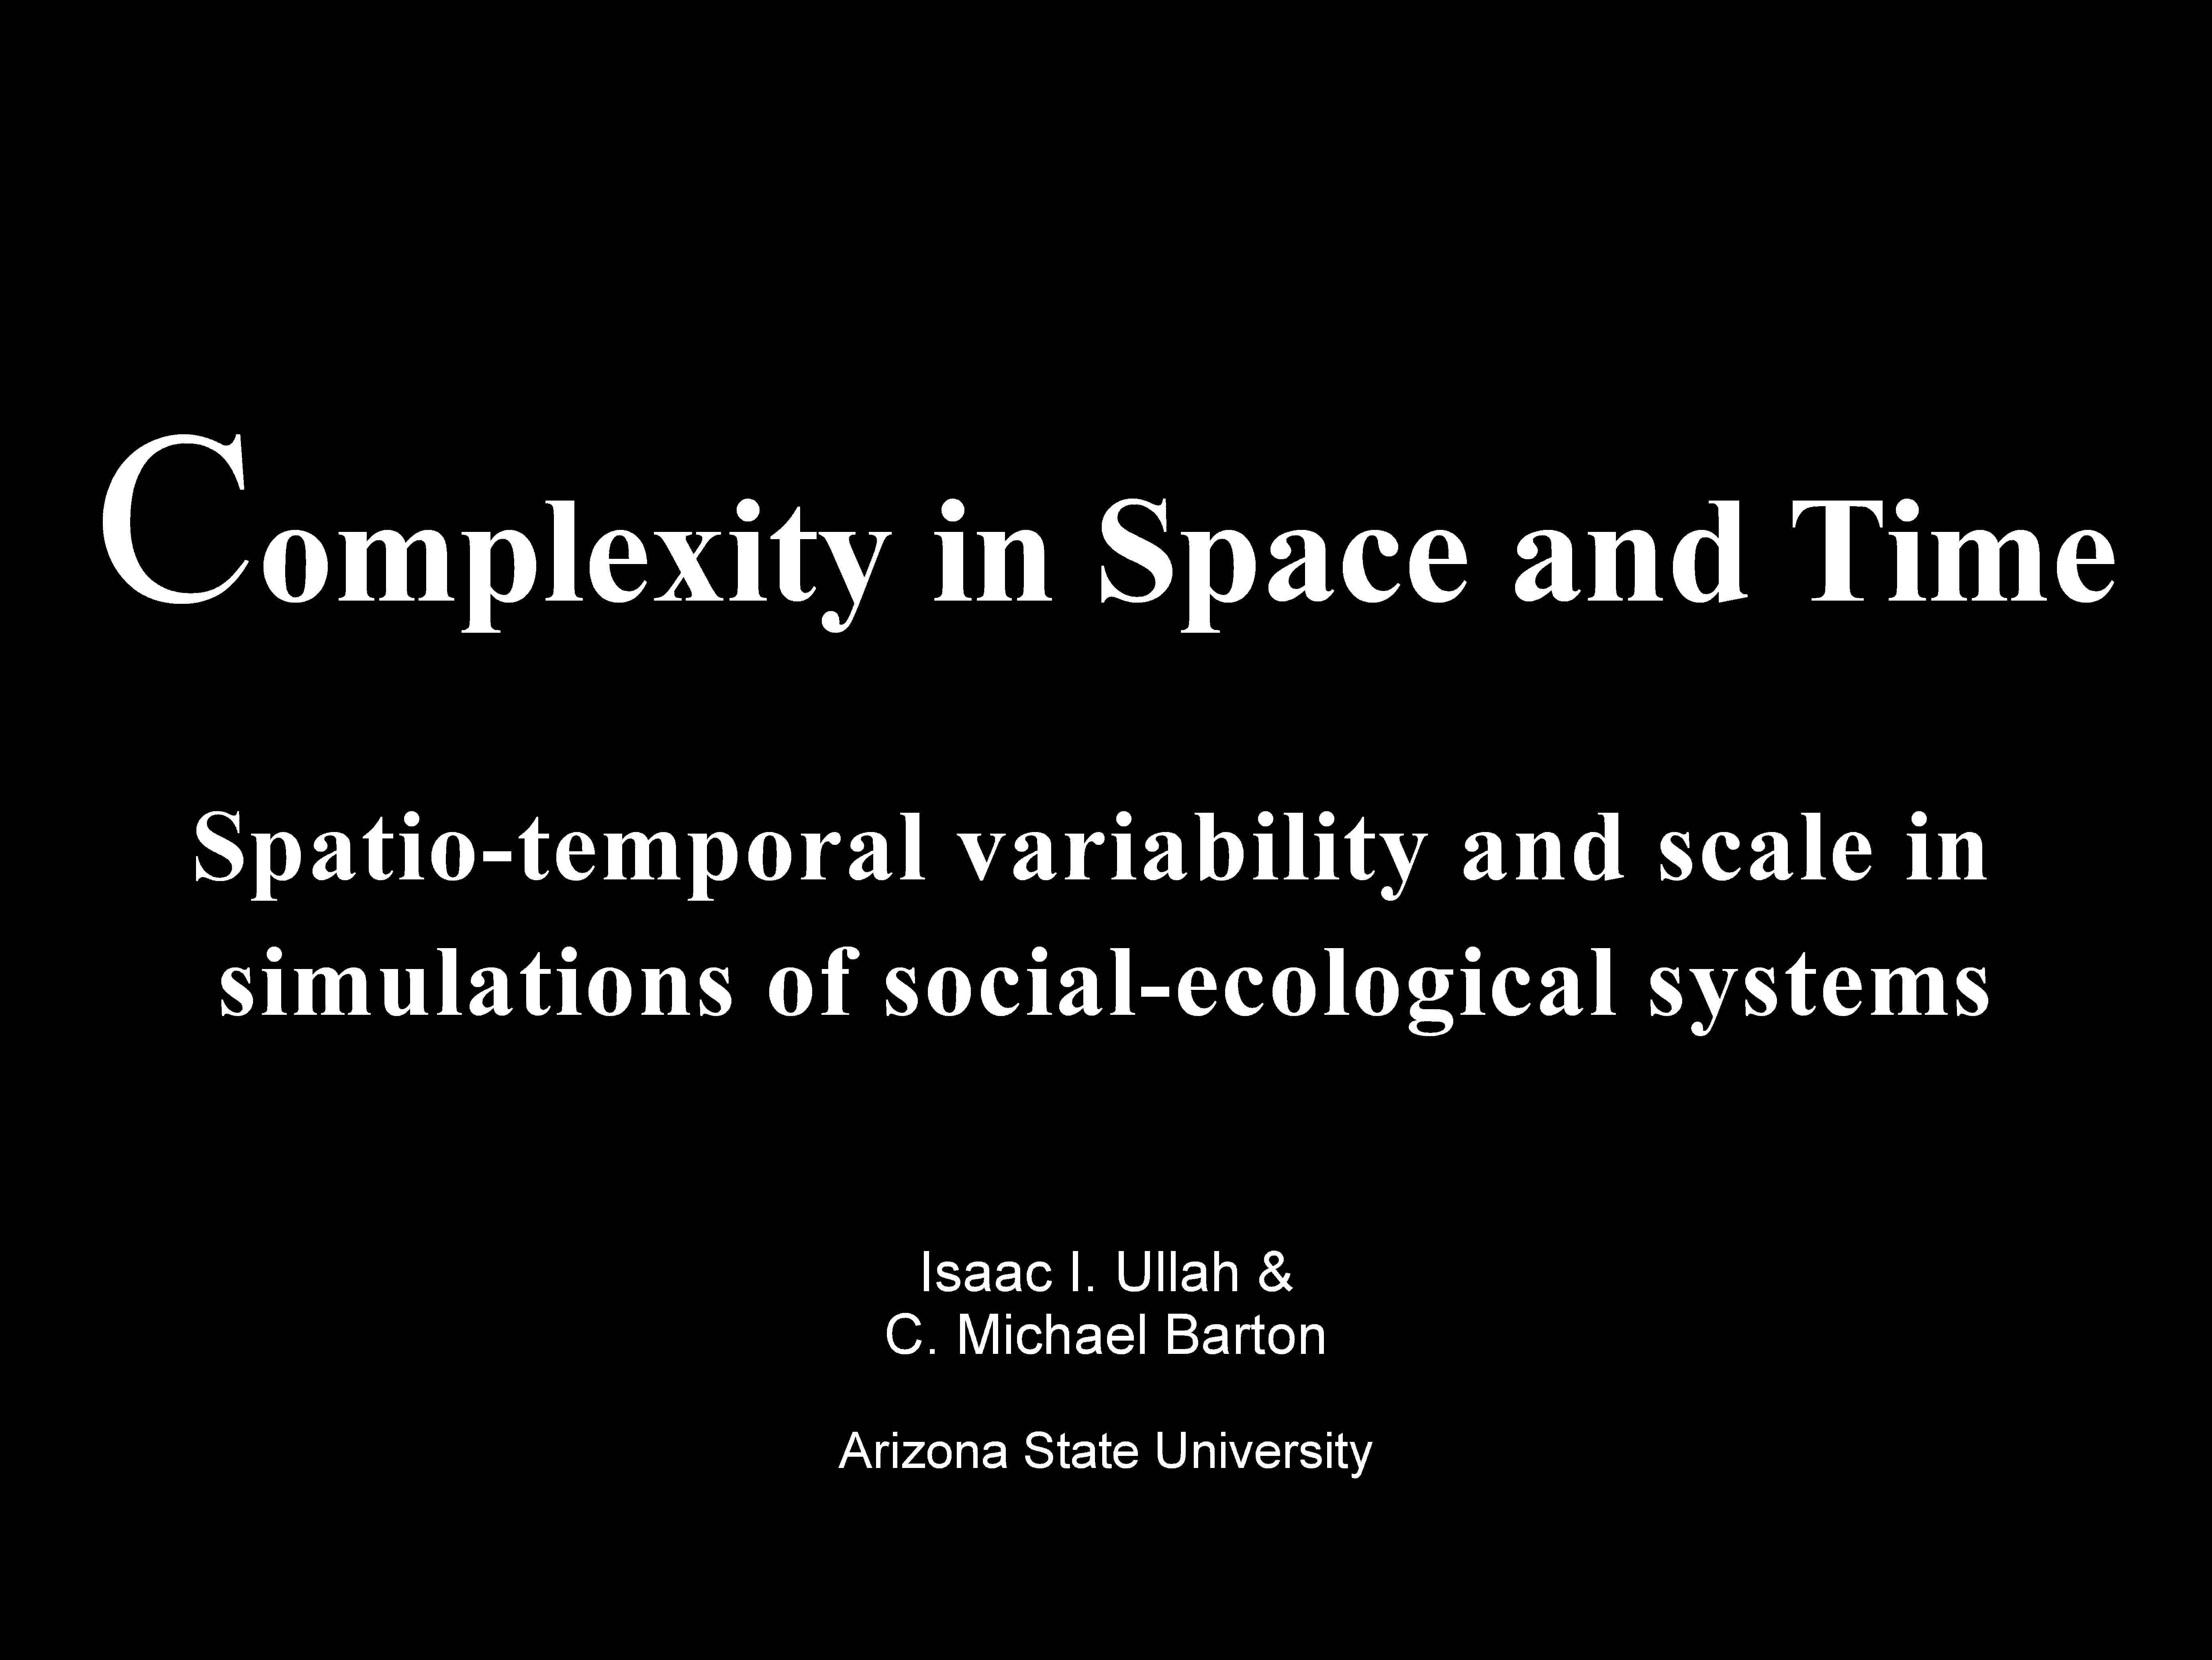 Complexity in Space and Time
Spatio-temporal variability and scale in
simulations of social-ecological systems
Isaac I. Ullah &
C. Michael Barton
Arizona State University